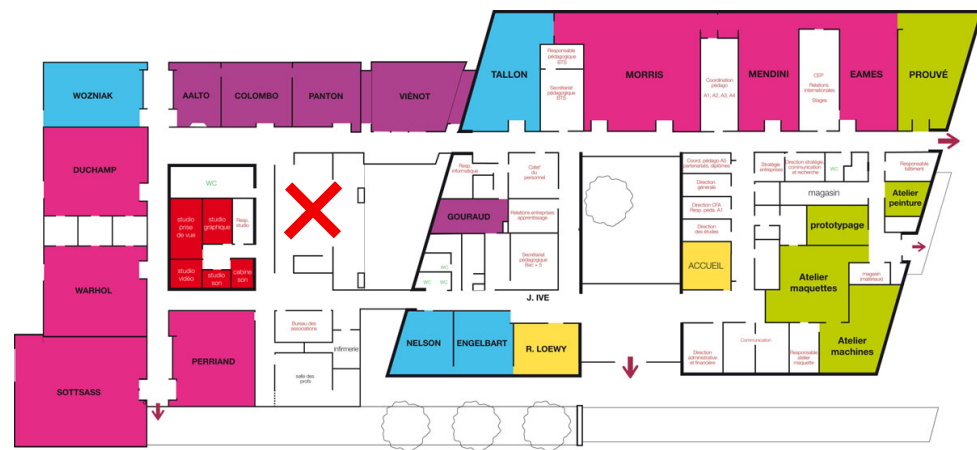 WOZNIAK
AALTO
COLOMBO
PANTON
VIÉNOT
TALLON
Responsable
pédagogique
BTS
Secrétariat
pédagogique
BTS
MORRIS
Coordination
pédago
A1, A2, A3, A4
MENDINI
CEP
Relations
internationales
Stages
EAMES
PROUVÉ
DUCHAMP
WC
studio
prise
de vue
studio
graphique
Resp.
studio
studio
vidéo
studio
son
cabine
son
WARHOL
SOTTSASS
PERRIAND
Bureau des
associations
infirmerie
salle des
profs
Resp.
informatique
Cafet'
du
personnel
GOURAUD
Relations entreprises
apprentissage
Secrétariat
pédagogique
Bac + 5
WC
WC
WC
J. IVE
NELSON
ENGELBART
R. LOEWY
Coord. pédago A5
partenariats, diplômes
Direction
générale
Direction CFA
Resp. péda. A1
Direction
des études
ACCUEIL
Stratégie
entreprises
Direction stratégie,
communication
et recherche
WC
Responsable
bâtiment
magasin
Atelier
peinture
prototypage
Atelier
maquettes
magasin
(matériaux)
Atelier
machines
Direction
administrative
et financière
Communication
Responsable
atelier
maquette